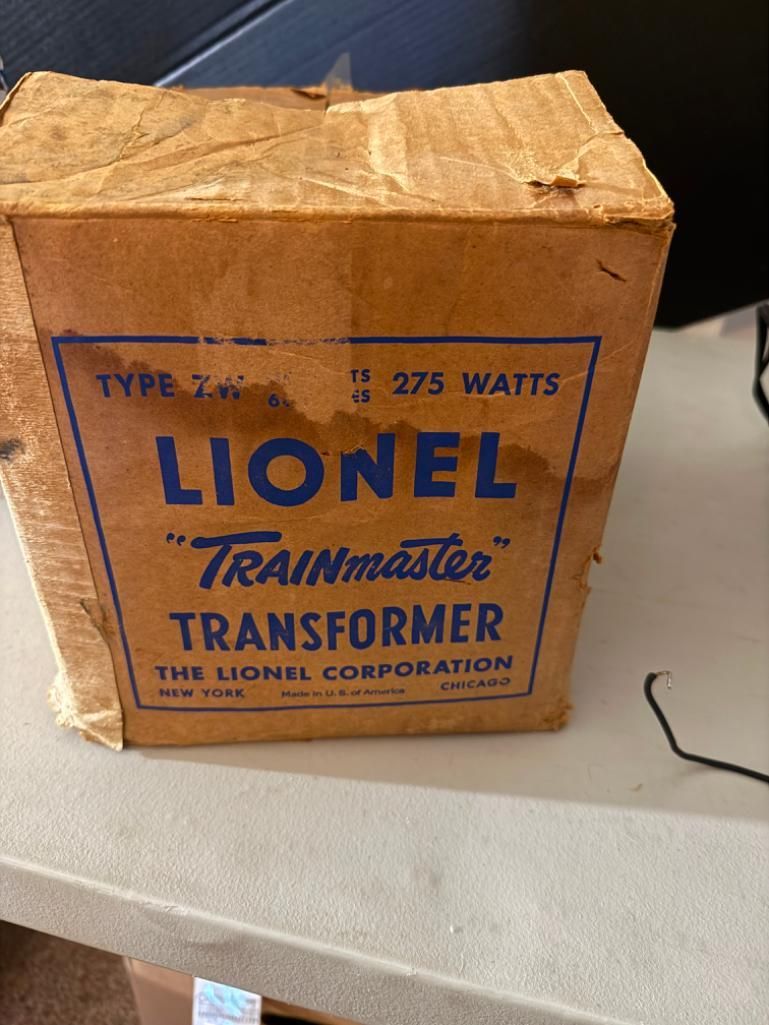 TYPE ZW 275 WATTS
LIONEL
"TRAINmaster"
TRANSFORMER
THE LIONEL CORPORATION
NEW YORK Made in U. S. of America CHICAGO